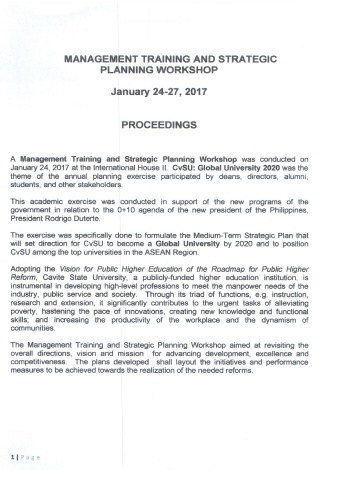 MANAGEMENT TRAINING AND STRATEGIC
PLANNING WORKSHOP
January 24-27, 2017
PROCEEDINGS
A Management Training and Strategic Planning Workshop was conducted on
January 24, 2017 at the International House II. CvSU: Global University 2020 was the
theme of the annual planning exercise participated by deans, directors, alumni,
students, and other stakeholders.
This academic exercise was conducted in support of the new programs of the
government in relation to the 0+10 agenda of the new president of the Philippines,
President Rodrigo Duterte.
The exercise was specifically done to formulate the Medium-Term Strategic Plan that
will set direction for CvSU to become a Global University by 2020 and to position
CvSU among the top universities in the ASEAN Region.
Adopting the Vision for Public Higher Education of the Roadmap for Public Higher
Reform, Cavite State University, a publicly-funded higher education institution, is
instrumental in developing high-level professions to meet the manpower needs of the
industry, public service and society. Through its triad of functions, e.g. instruction,
research and extension, it significantly contributes to the urgent tasks of alleviating
poverty, hastening the pace of innovations, creating new knowledge and functional
skills; and increasing the productivity of the workplace and the dynamism of
communities.
The Management Training and Strategic Planning Workshop aimed at revisiting the
overall directions, vision and mission for advancing development, excellence and
competitiveness. The plans developed shall layout the initiatives and performance
measures to be achieved towards the realization of the needed reforms.
1 | Page